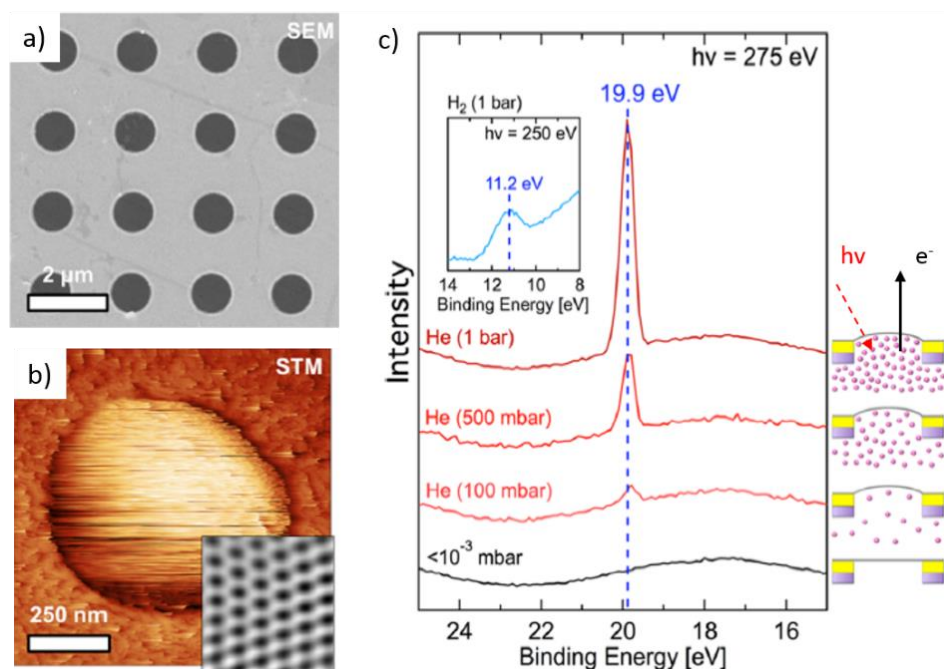 a)
SEM
2 μm
b)
STM
250 nm
c)
hν = 275 eV
19.9 eV
H₂ (1 bar)
hν = 250 eV
11.2 eV
14 12 10 8
Binding Energy [eV]
Intensity
He (1 bar)
He (500 mbar)
He (100 mbar)
<10⁻³ mbar
24 22 20 18 16
Binding Energy [eV]
hν
e⁻